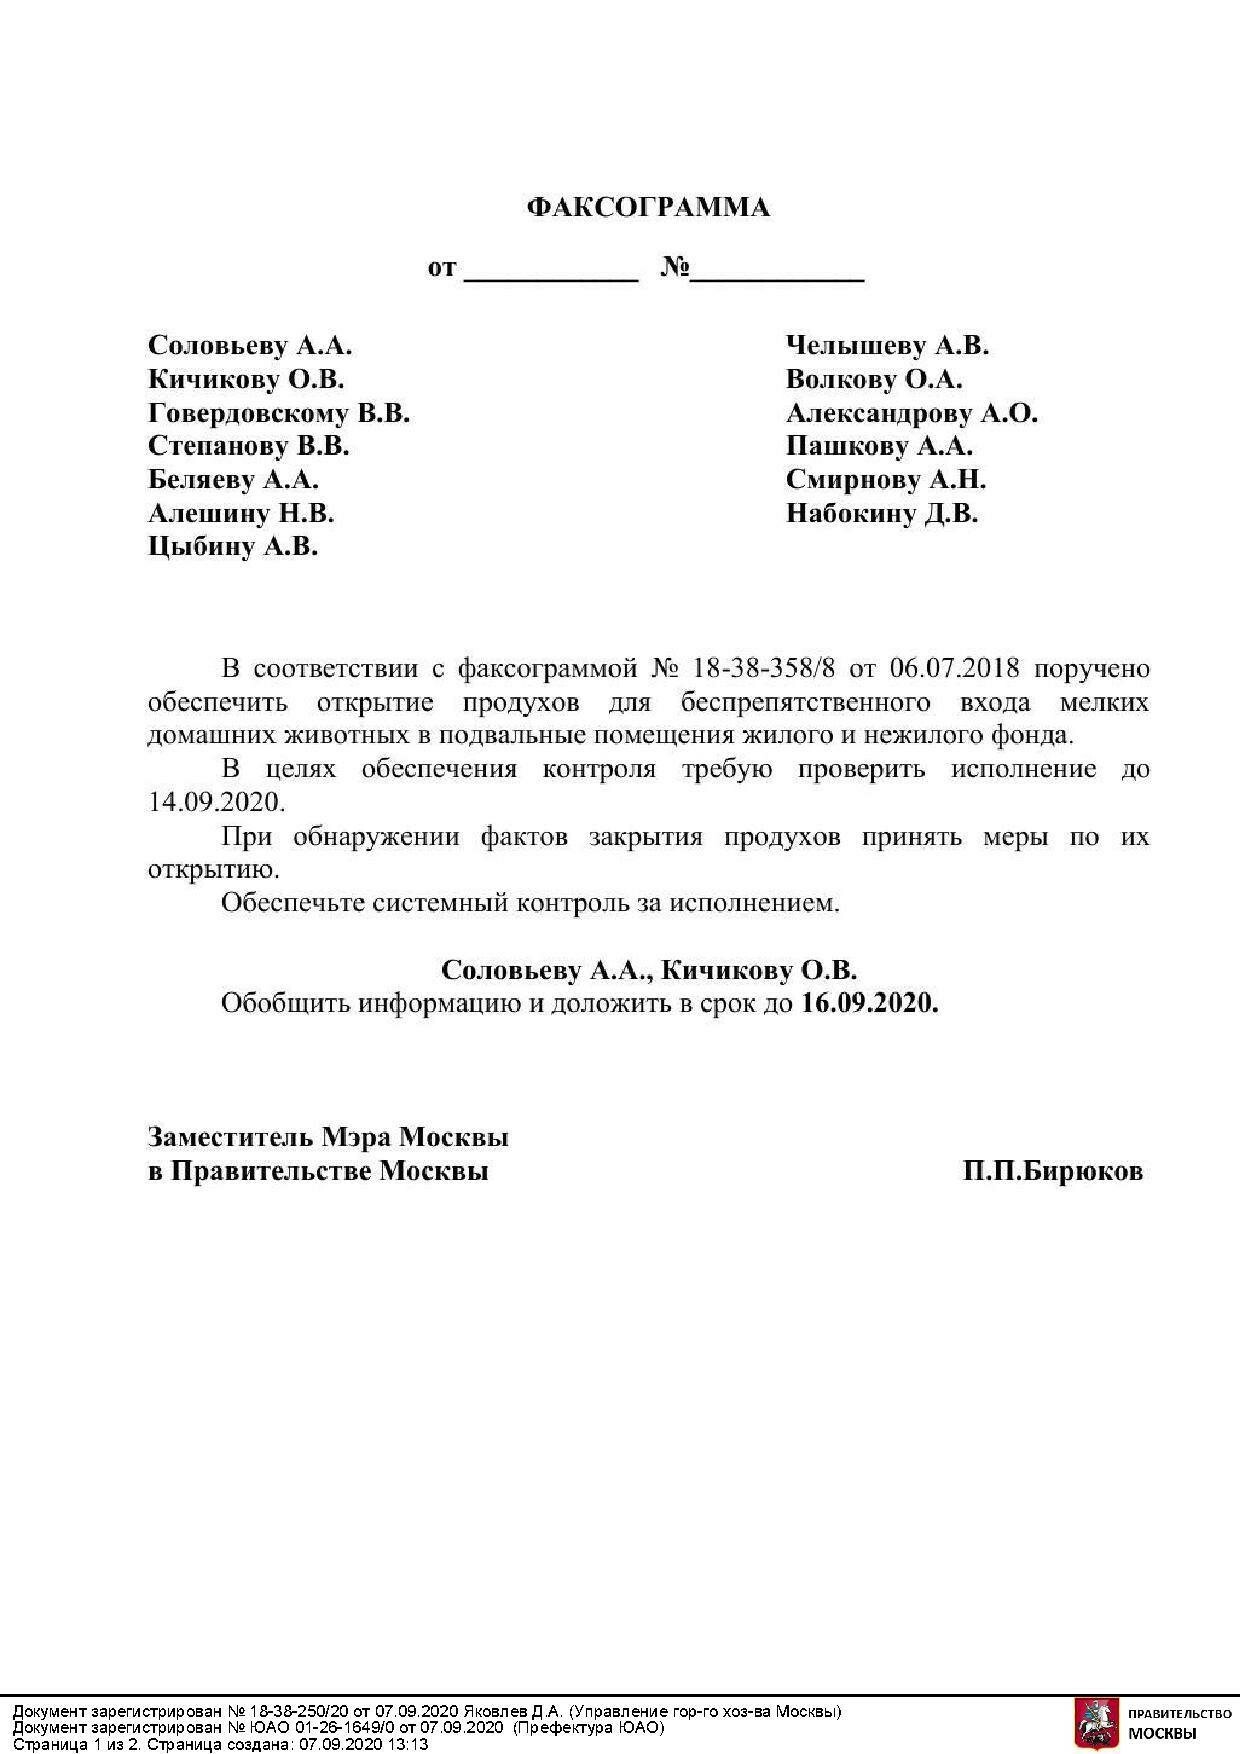 ФАКСОГРАММА
от ____________ №____________
Соловьеву А.А.
Кичикову О.В.
Говердовскому В.В.
Степанову В.В.
Беляеву А.А.
Алешину Н.В.
Цыбину А.В.
Челышеву А.В.
Волкову О.А.
Александрову А.О.
Пашкову А.А.
Смирнову А.Н.
Набокину Д.В.
В соответствии с факсограммой № 18-38-358/8 от 06.07.2018 поручено
обеспечить открытие продухов для беспрепятственного входа мелких
домашних животных в подвальные помещения жилого и нежилого фонда.
В целях обеспечения контроля требую проверить исполнение до
14.09.2020.
При обнаружении фактов закрытия продухов принять меры по их
открытию.
Обеспечьте системный контроль за исполнением.
Соловьеву А.А., Кичикову О.В.
Обобщить информацию и доложить в срок до 16.09.2020.
Заместитель Мэра Москвы
в Правительстве Москвы П.П.Бирюков
Документ зарегистрирован № 18-38-250/20 от 07.09.2020 Яковлев Д.А. (Управление гор-го хоз-ва Москвы)
Документ зарегистрирован № ЮАО 01-26-1649/0 от 07.09.2020 (Префектура ЮАО)
Страница 1 из 2. Страница создана: 07.09.2020 13:13
ПРАВИТЕЛЬСТВО
МОСКВЫ